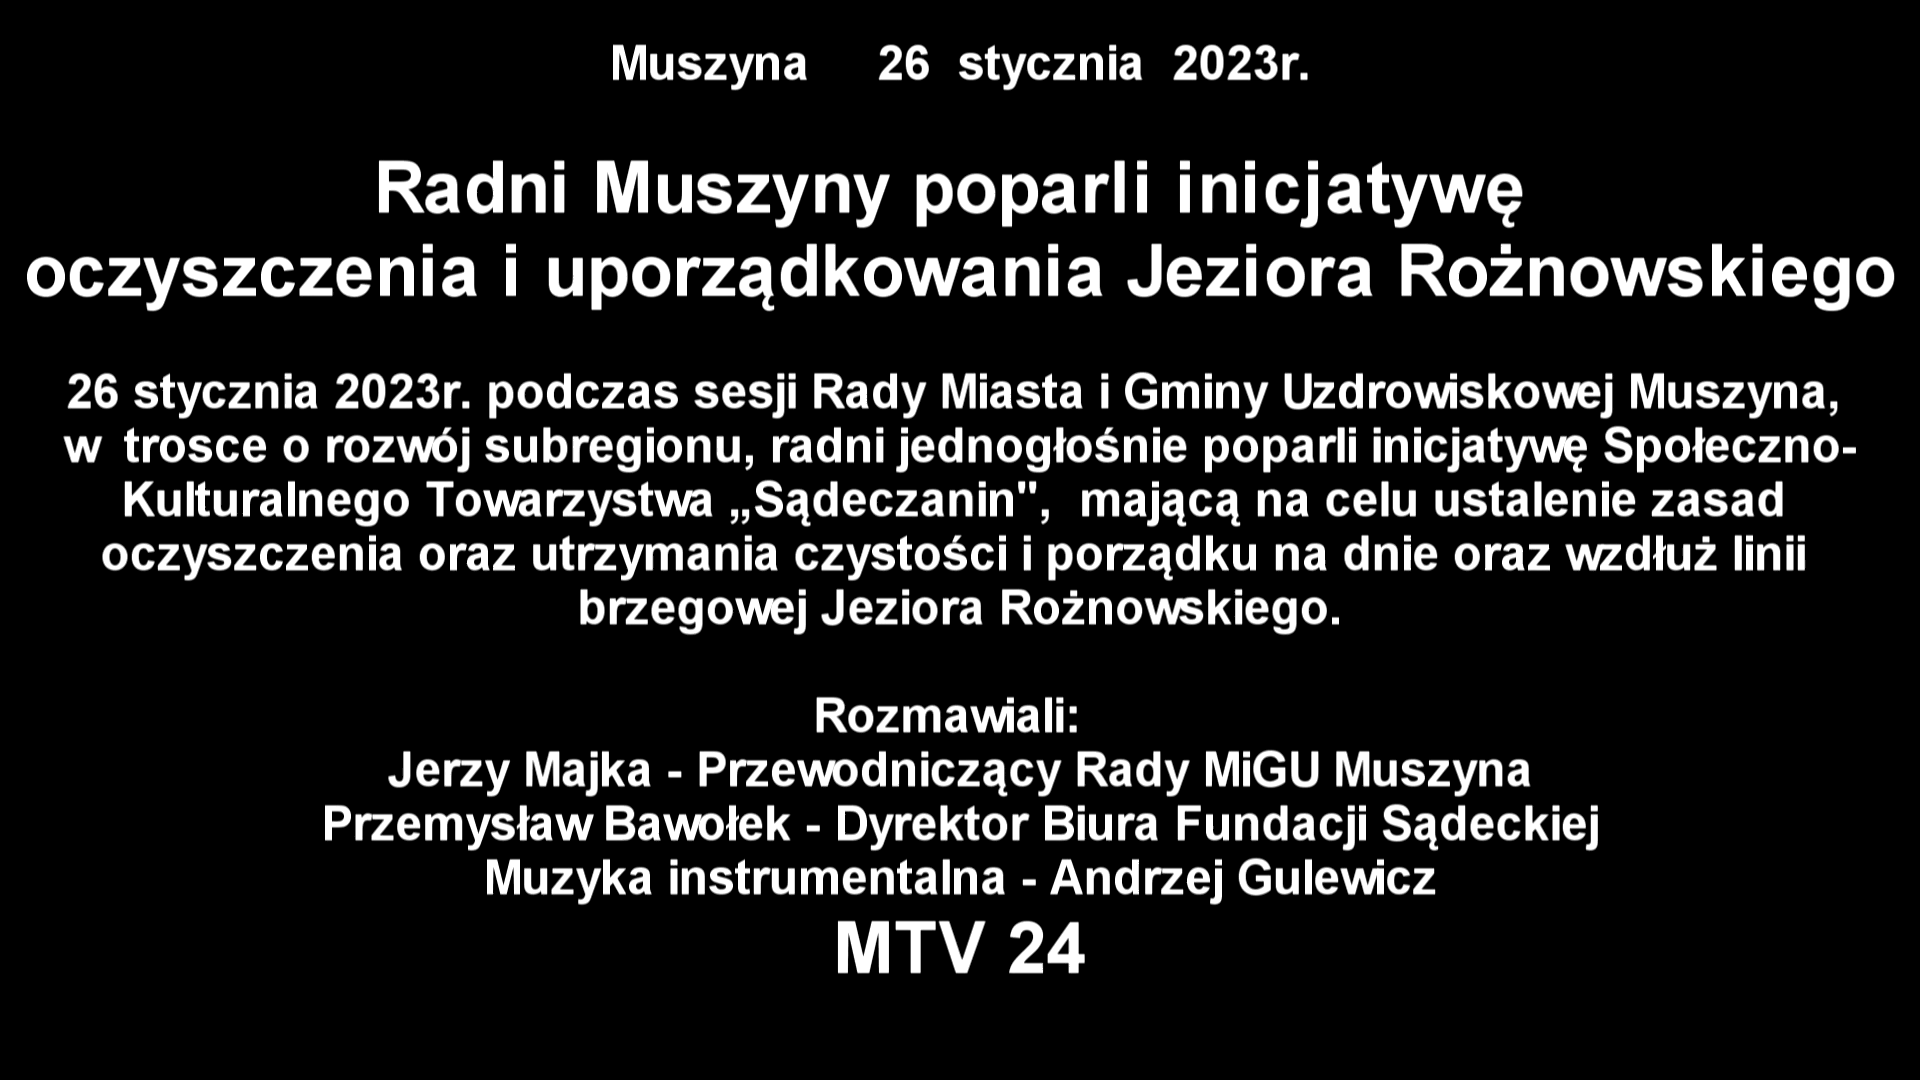 Muszyna 26 stycznia 2023r.
Radni Muszyny poparli inicjatywę
oczyszczenia i uporządkowania Jeziora Rożnowskiego
26 stycznia 2023r. podczas sesji Rady Miasta i Gminy Uzdrowiskowej Muszyna,
w trosce o rozwój subregionu, radni jednogłośnie poparli inicjatywę Społeczno-
Kulturalnego Towarzystwa „Sądeczanin", mającą na celu ustalenie zasad
oczyszczenia oraz utrzymania czystości i porządku na dnie oraz wzdłuż linii
brzegowej Jeziora Rożnowskiego.
Rozmawiali:
Jerzy Majka - Przewodniczący Rady MiGU Muszyna
Przemysław Bawołek - Dyrektor Biura Fundacji Sądeckiej
Muzyka instrumentalna - Andrzej Gulewicz
MTV 24